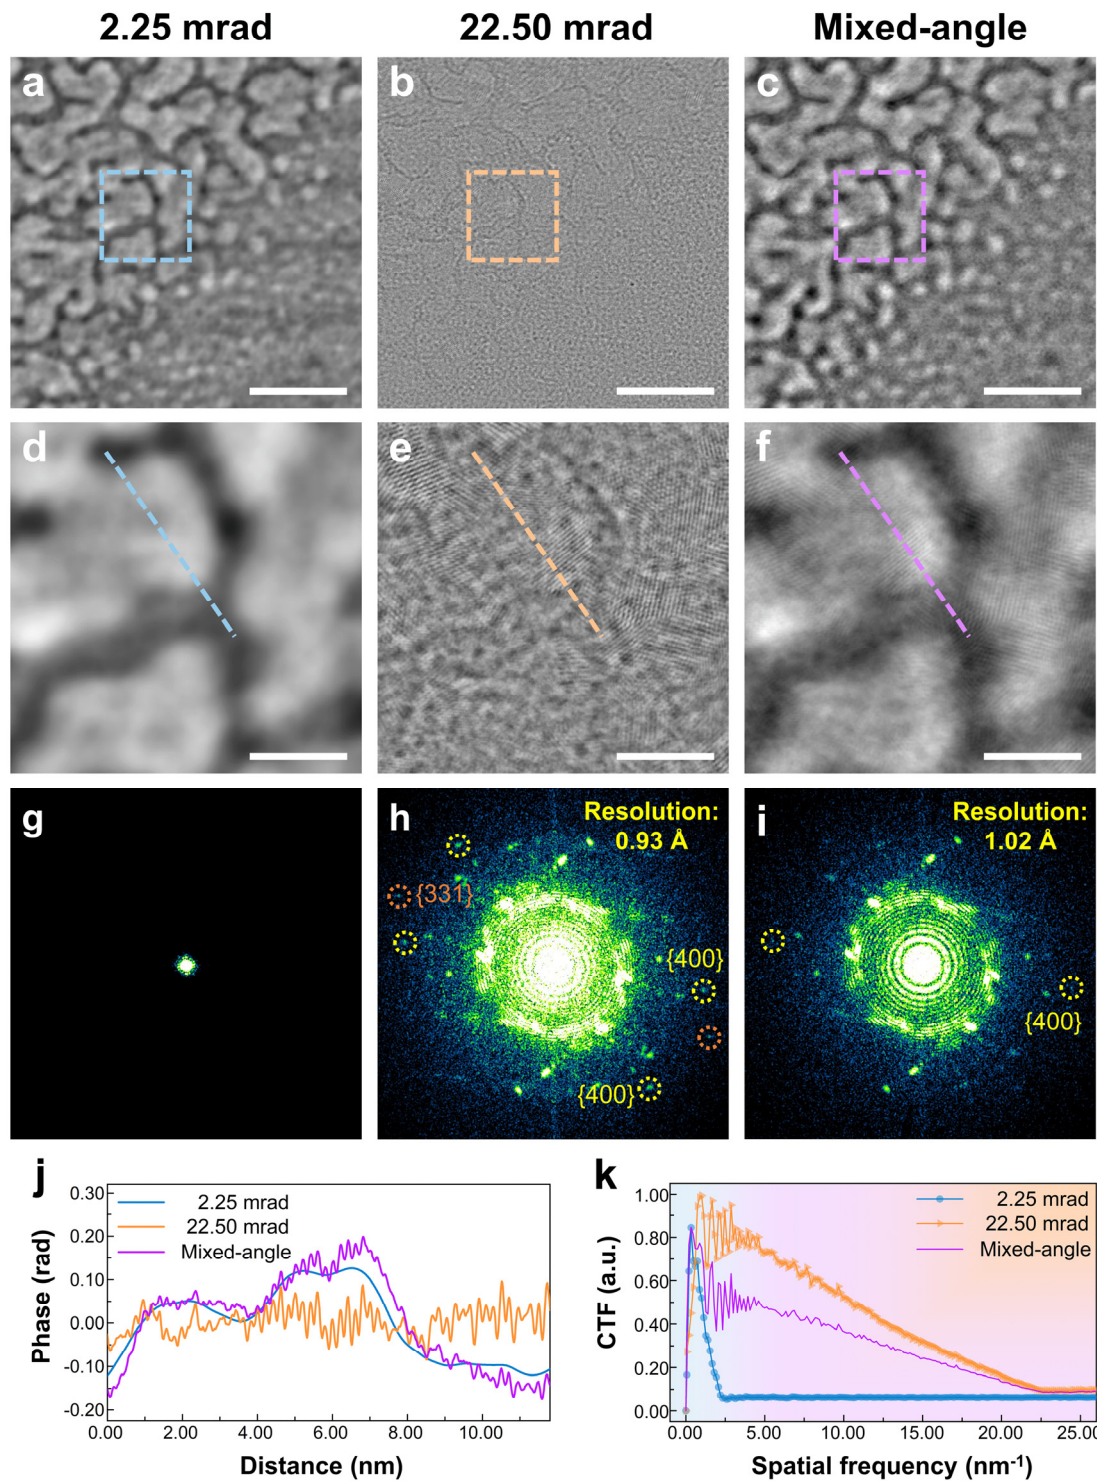 2.25 mrad 22.50 mrad Mixed-angle
a b c
d e f
g h Resolution: 0.93 Å i Resolution: 1.02 Å
{331}
{400}
{400}
{400}
j k
0.30
0.20
0.10
0.00
-0.10
-0.20
Phase (rad)
2.25 mrad
22.50 mrad
Mixed-angle
0.00 2.00 4.00 6.00 8.00 10.00
Distance (nm)
1.00
0.80
0.60
0.40
0.20
0.00
CTF (a.u.)
2.25 mrad
22.50 mrad
Mixed-angle
0.00 5.00 10.00 15.00 20.00 25.00
Spatial frequency (nm⁻¹)